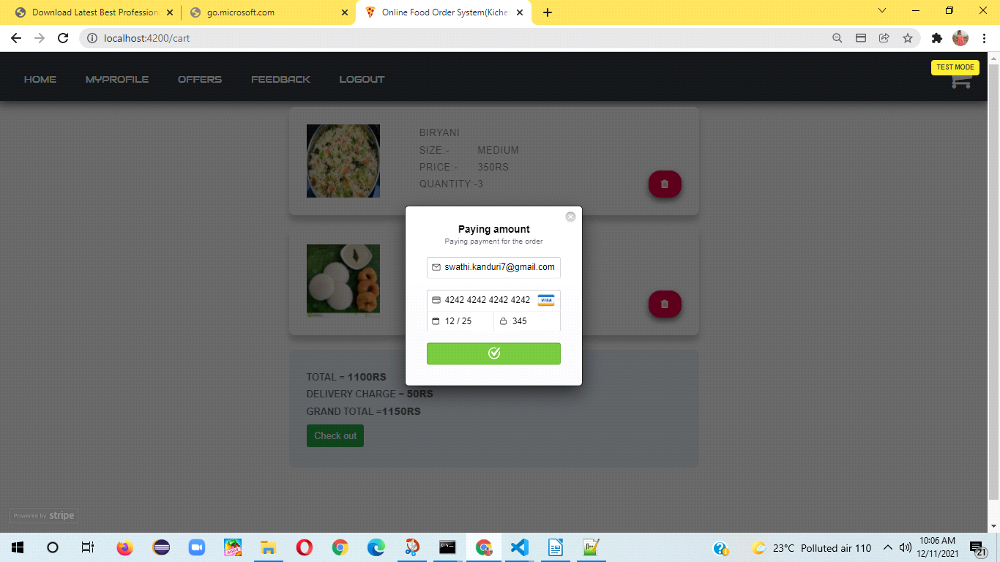 Download Latest Best Profession
go.microsoft.com
Online Food Order System(Kiche
localhost:4200/cart
HOME
MYPROFILE
OFFERS
FEEDBACK
LOGOUT
TEST MODE
BIRYANI
SIZE:- MEDIUM
PRICE:- 350RS
QUANTITY:-3
Paying amount
Paying payment for the order
swathi.kanduri7@gmail.com
4242 4242 4242 4242 VISA
12 / 25 345
TOTAL = 1100RS
DELIVERY CHARGE = 50RS
GRAND TOTAL =1150RS
Check out
Powered by stripe
23°C Polluted air 110
10:06 AM
12/11/2021
21